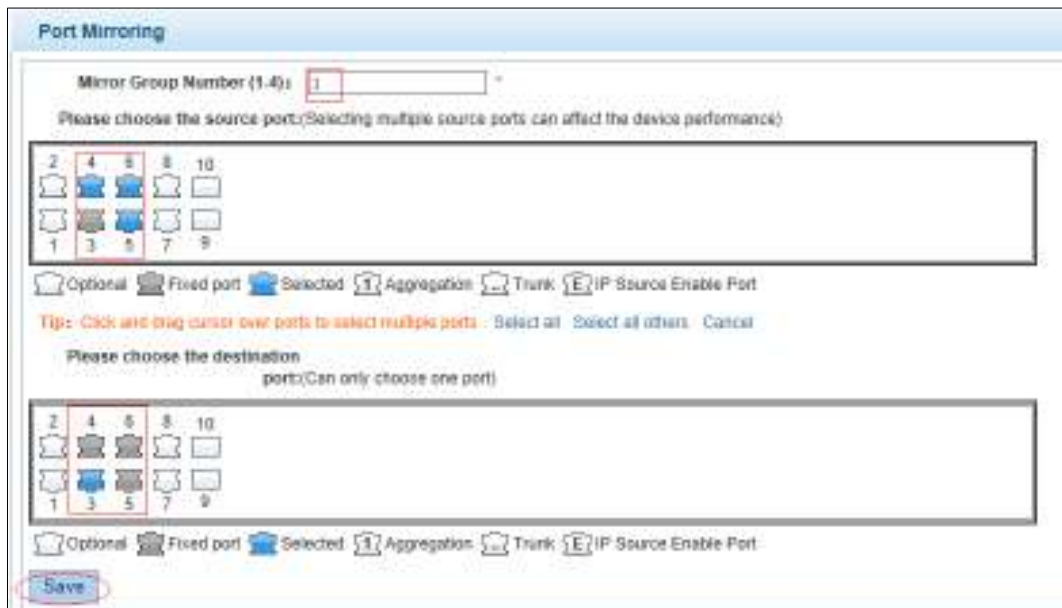 Port Mirroring
Mirror Group Number (1-4): 1 *
Please choose the source port:(Selecting multiple source ports can affect the device performance)
2 4 6 8 10
1 3 5 7 9
Optional Fixed port Selected 1 Aggregation Trunk E IP Source Enable Port
Tip: Click and drag cursor over ports to select multiple ports Select all Select all others Cancel
Please choose the destination
port:(Can only choose one port)
2 4 6 8 10
1 3 5 7 9
Optional Fixed port Selected 1 Aggregation Trunk E IP Source Enable Port
Save